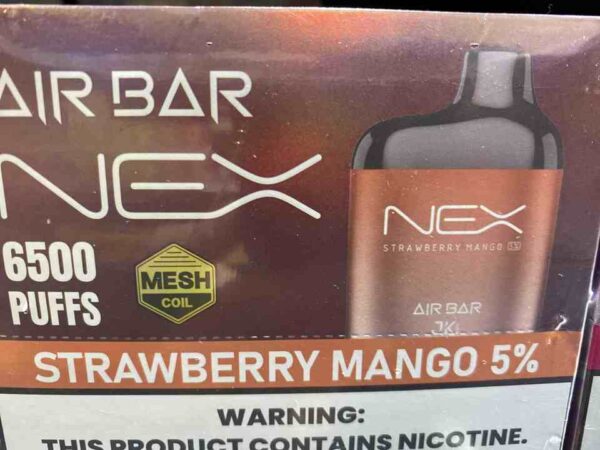 AIR BAR
NEX
6500
PUFFS
MESH
COIL
NEX
STRAWBERRY MANGO 5%
AIR BAR
STRAWBERRY MANGO 5%
WARNING:
THIS PRODUCT CONTAINS NICOTINE.